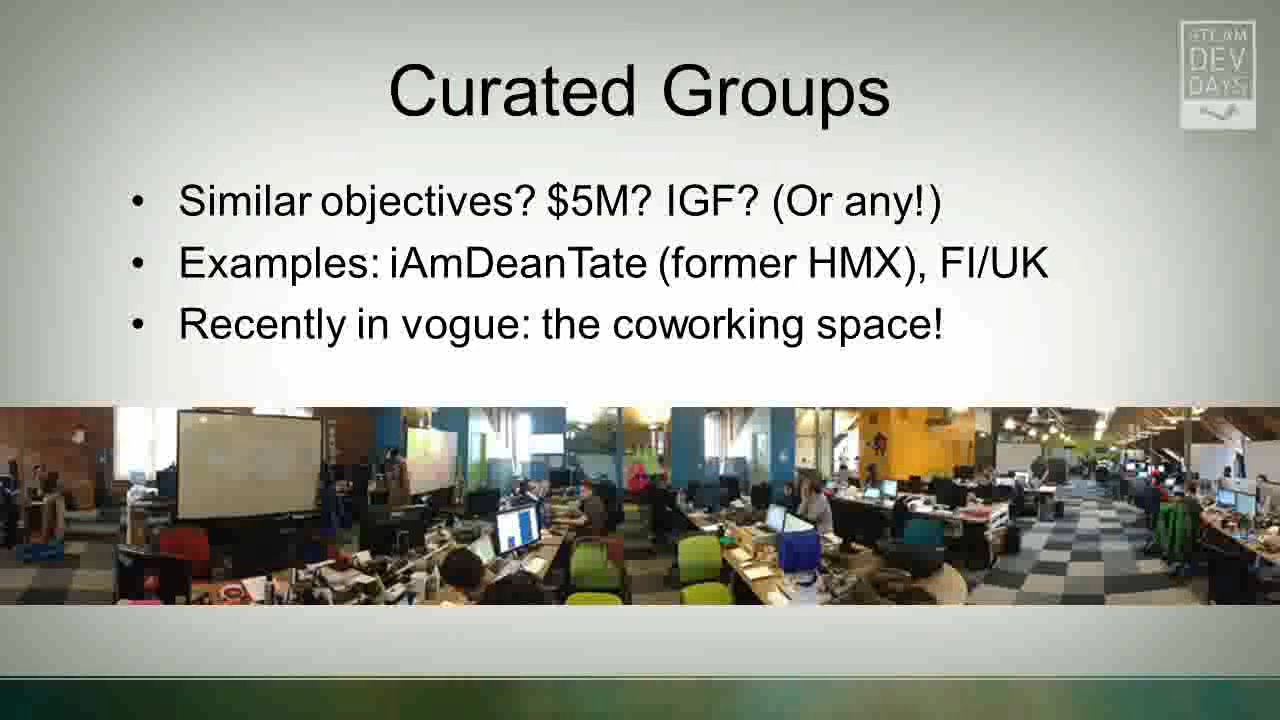 STEAM
DEV
DAYS
Curated Groups
• Similar objectives? $5M? IGF? (Or any!)
• Examples: iAmDeanTate (former HMX), FI/UK
• Recently in vogue: the coworking space!